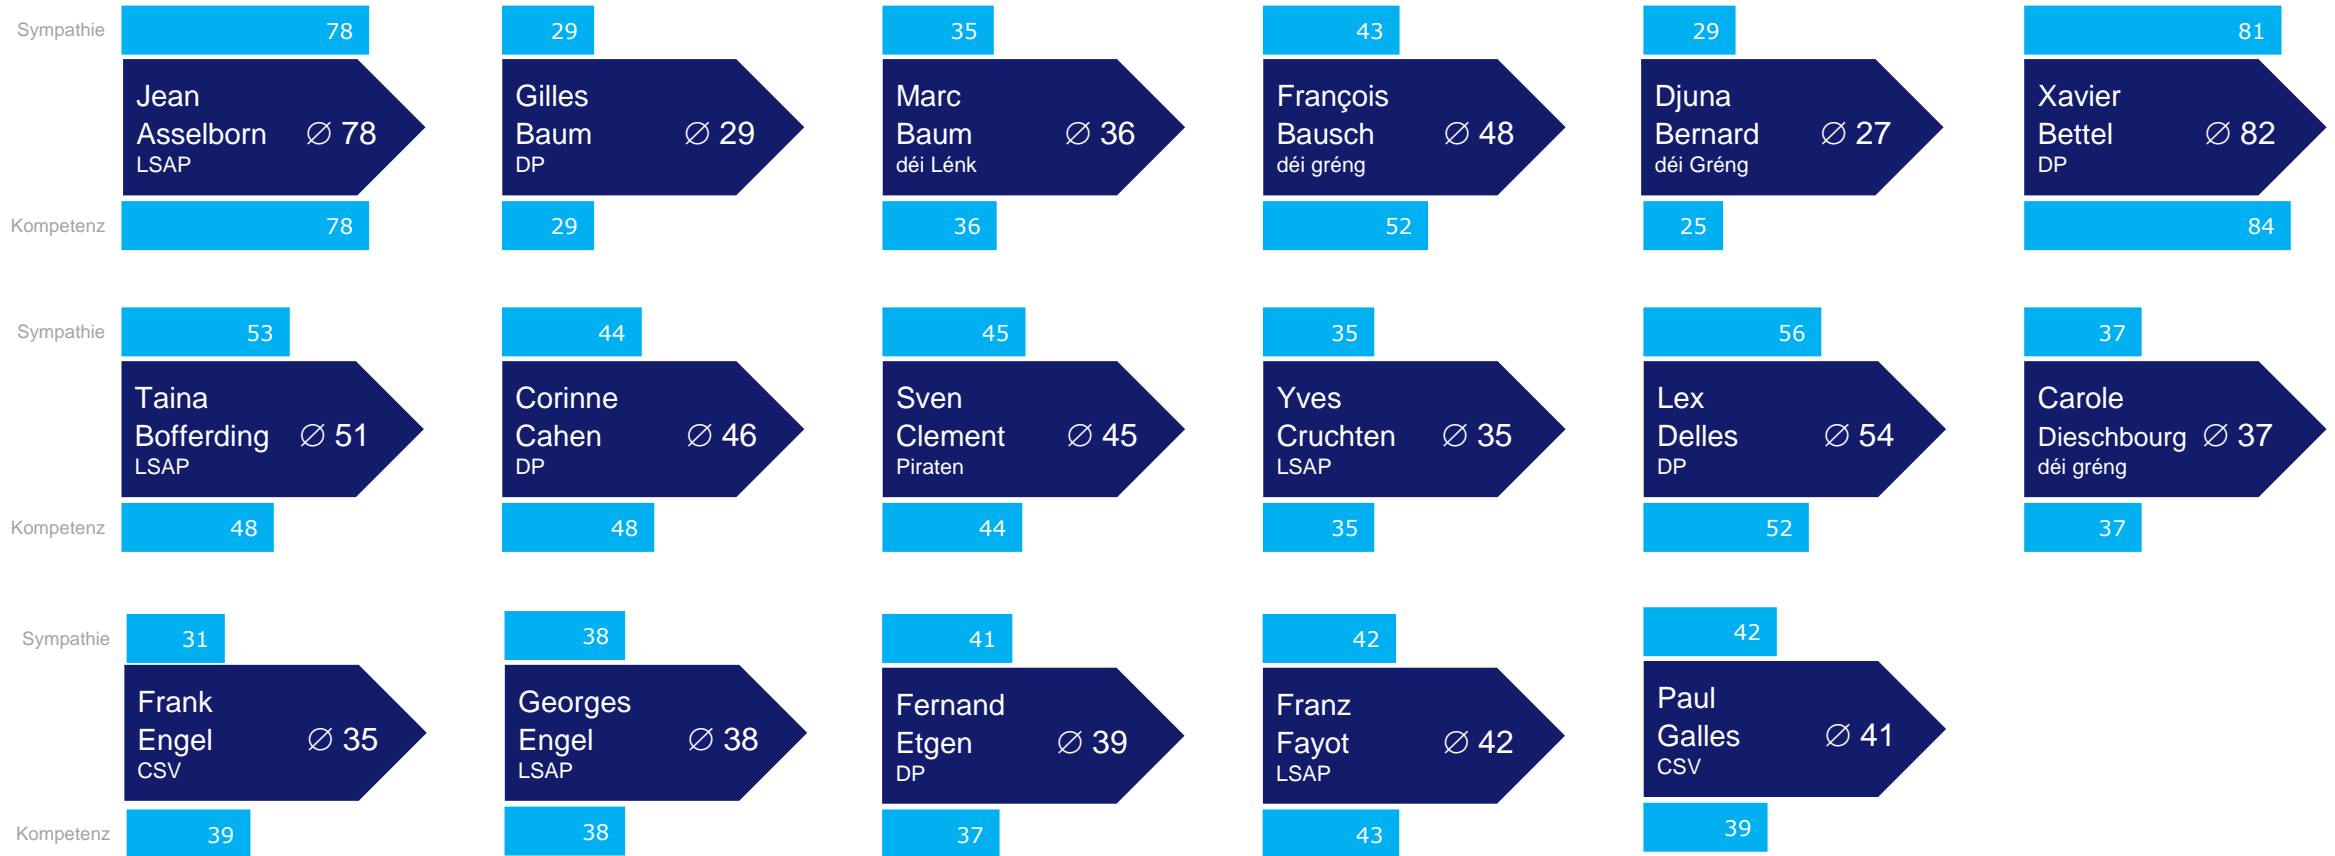 Sympathie 78 29 35 43 29 81
Jean Asselborn LSAP ∅ 78
Gilles Baum DP ∅ 29
Marc Baum déi Lénk ∅ 36
François Bausch déi gréng ∅ 48
Djuna Bernard déi Gréng ∅ 27
Xavier Bettel DP ∅ 82
Kompetenz 78 29 36 52 25 84
Sympathie 53 44 45 35 56 37
Taina Bofferding LSAP ∅ 51
Corinne Cahen DP ∅ 46
Sven Clement Piraten ∅ 45
Yves Cruchten LSAP ∅ 35
Lex Delles DP ∅ 54
Carole Dieschbourg déi gréng ∅ 37
Kompetenz 48 48 44 35 52 37
Sympathie 31 38 41 42 42
Frank Engel CSV ∅ 35
Georges Engel LSAP ∅ 38
Fernand Etgen DP ∅ 39
Franz Fayot LSAP ∅ 42
Paul Galles CSV ∅ 41
Kompetenz 39 38 37 43 39